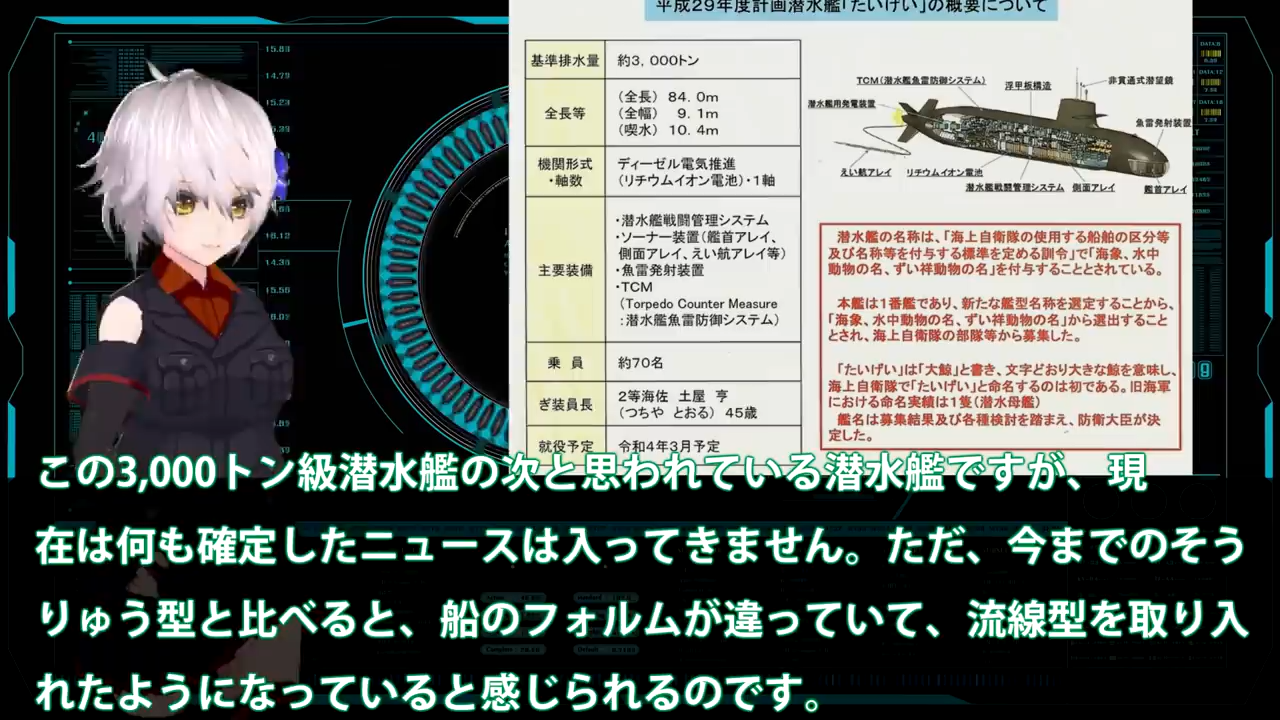 平成29年度計画潜水艦「たいげい」の概要について
基準排水量 約3,000トン
全長等
(全長) 84.0m
(全幅) 9.1m
(喫水) 10.4m
機関形式
・軸数
ディーゼル電気推進
(リチウムイオン電池)・1軸
主要装備
・潜水艦戦闘管理システム
・ソーナー装置(艦首アレイ、
側面アレイ、えい航アレイ等)
・魚雷発射装置
・TCM
(Torpedo Counter Measure
:潜水艦魚雷防御システム)
乗 員 約70名
ぎ装員長
2等海佐 土屋 亨
(つちや とおる) 45歳
就役予定 令和4年3月予定
TCM(潜水艦魚雷防御システム)
浮甲板構造
非貫通式潜望鏡
潜水艦用発電装置
魚雷発射装置
えい航アレイ
リチウムイオン電池
潜水艦戦闘管理システム
側面アレイ
艦首アレイ
潜水艦の名称は、「海上自衛隊の使用する船舶の区分等
及び名称等を付与する標準を定める訓令」で「海象、水中
動物の名、ずい祥動物の名」を付与することとされている。
本艦は1番艦であり、新たな艦型名称を選定することから、
「海象、水中動物の名、ずい祥動物の名」から選出すること
とされ、海上自衛隊の部隊等から募集した。
「たいげい」は「大鯨」と書き、文字どおり大きな鯨を意味し、
海上自衛隊で「たいげい」と命名するのは初である。旧海軍
における命名実績は1隻(潜水母艦)
艦名は募集結果及び各種検討を踏まえ、防衛大臣が決
定した。
15.88
14.79
15.23
16.12
14.36
この3,000トン級潜水艦の次と思われている潜水艦ですが、現
在は何も確定したニュースは入ってきません。ただ、今までのそう
りゅう型と比べると、船のフォルムが違っていて、流線型を取り入
れたようになっていると感じられるのです。